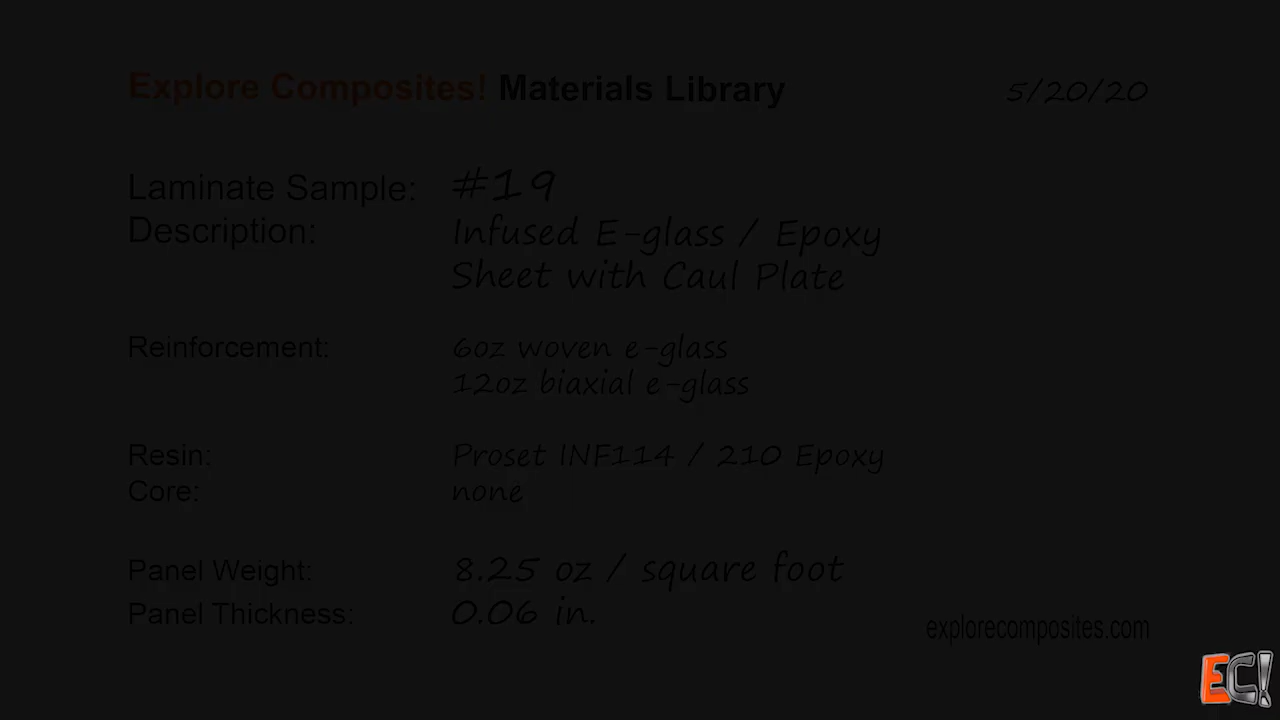 Explore Composites! Materials Library 5/20/20
Laminate Sample: #19
Description: Infused E-glass / Epoxy
Sheet with Caul Plate
Reinforcement: 6oz woven e-glass
12oz biaxial e-glass
Resin: Proset INF114 / 210 Epoxy
Core: none
Panel Weight: 8.25 oz / square foot
Panel Thickness: 0.06 in.
explorecomposites.com
EC!